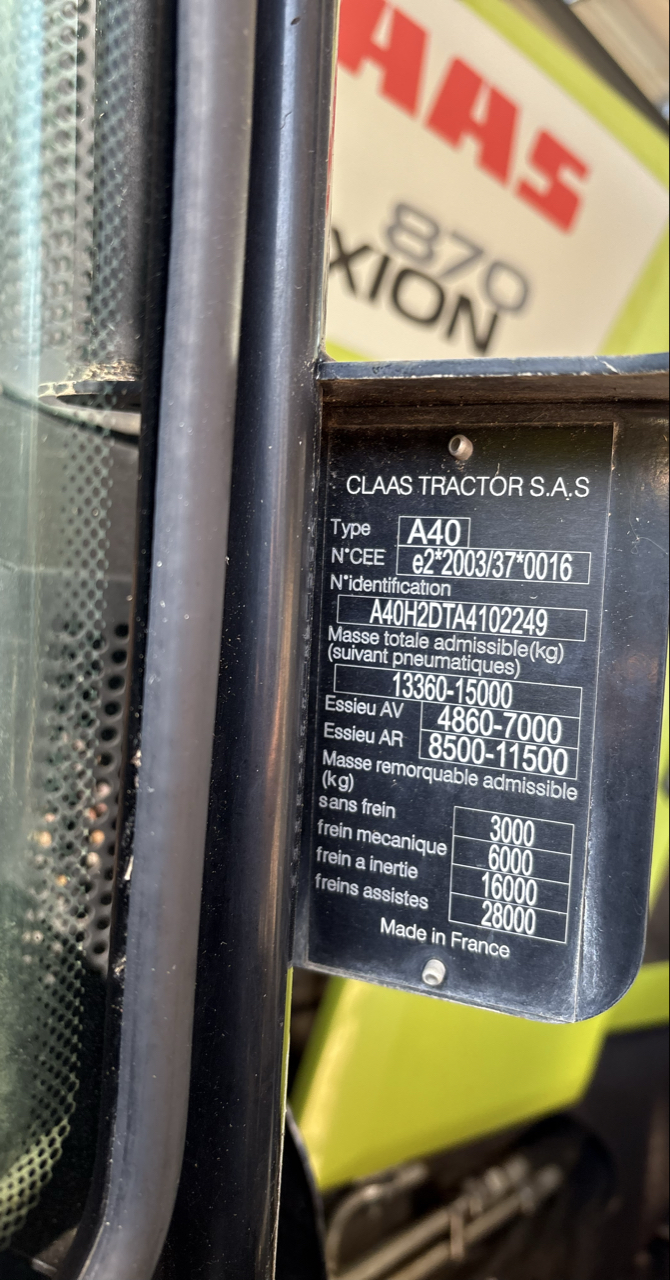 AAS
870
XION
CLAAS TRACTOR S.A.S
Type A40
N°CEE e2*2003/37*0016
N°identification
A40H2DTA4102249
Masse totale admissible(kg)
(suivant pneumatiques)
13360-15000
Essieu AV 4860-7000
Essieu AR 8500-11500
Masse remorquable admissible
(kg)
sans frein 3000
frein mecanique 6000
frein a inertie 16000
freins assistes 28000
Made in France